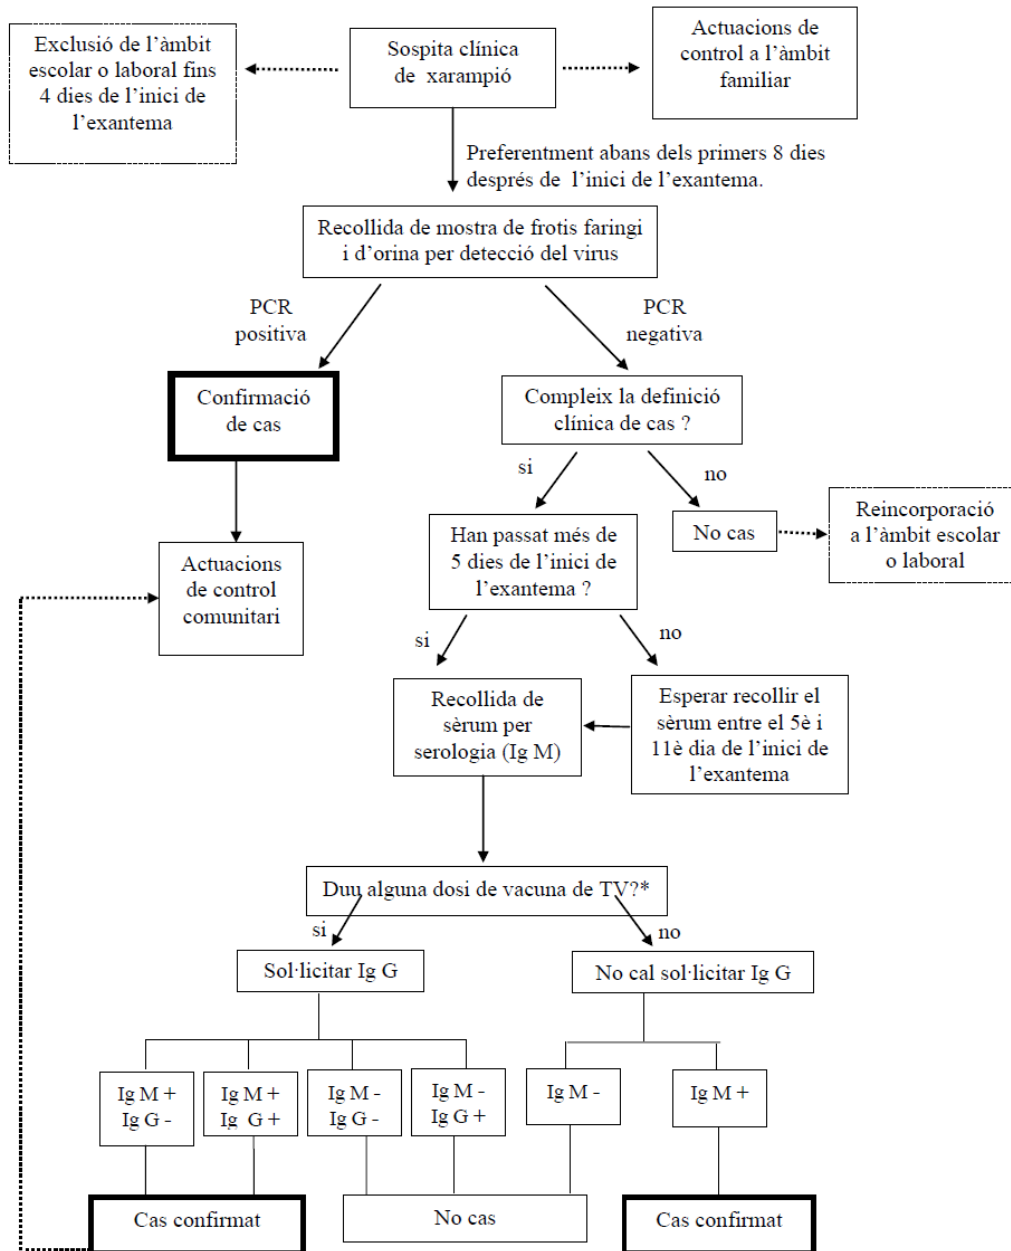 Exclusió de l'àmbit
escolar o laboral fins
4 dies de l'inici de
l'exantema
Sospita clínica
de xarampió
Actuacions de
control a l'àmbit
familiar
Preferentment abans dels primers 8 dies
després de l'inici de l'exantema.
Recollida de mostra de frotis faringi
i d'orina per detecció del virus
PCR
positiva
PCR
negativa
Confirmació
de cas
Compleix la definició
clínica de cas ?
si
no
Han passat més de
5 dies de l'inici de
l'exantema ?
No cas
Reincorporació
a l'àmbit escolar
o laboral
Actuacions
de control
comunitari
si
no
Recollida de
sèrum per
serologia (Ig M)
Esperar recollir el
sèrum entre el 5è i
11è dia de l'inici de
l'exantema
Duu alguna dosi de vacuna de TV?*
si
no
Sol·licitar Ig G
No cal sol·licitar Ig G
Ig M +
Ig G -
Ig M +
Ig G +
Ig M -
Ig G -
Ig M -
Ig G +
Ig M -
Ig M +
Cas confirmat
No cas
Cas confirmat